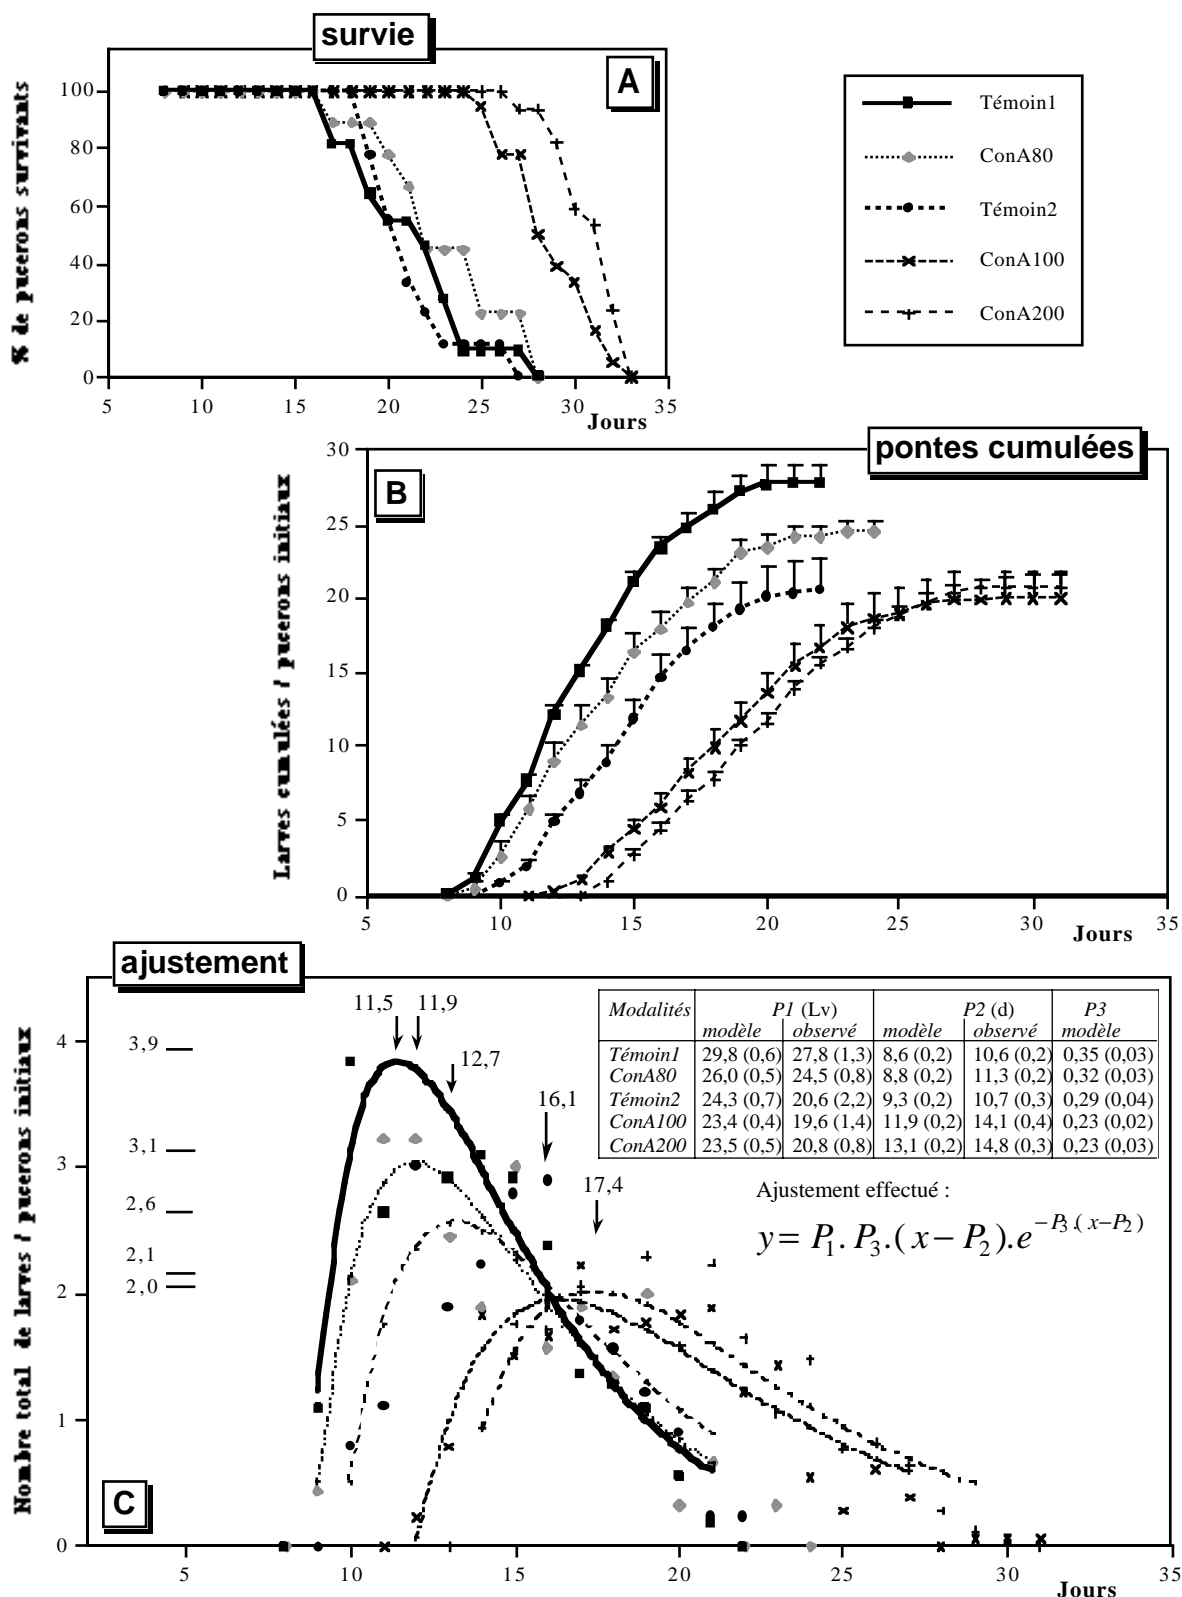 survie
A
% de pucerons survivants
100
80
60
40
20
0
5 10 15 20 25 30 35
Jours
Témoin1
ConA80
Témoin2
ConA100
ConA200
pontes cumulées
B
Larves cumulées / pucerons initiaux
30
25
20
15
10
5
0
5 10 15 20 25 30 35
Jours
ajustement
C
Nombre total de larves / pucerons initiaux
4
3
2
1
0
3,9
3,1
2,6
2,1
2,0
11,5 11,9
12,7
16,1
17,4
Modalités P1 (Lv) P2 (d) P3
modèle observé modèle observé modèle
Témoin1 29,8 (0,6) 27,8 (1,3) 8,6 (0,2) 10,6 (0,2) 0,35 (0,03)
ConA80 26,0 (0,5) 24,5 (0,8) 8,8 (0,2) 11,3 (0,2) 0,32 (0,03)
Témoin2 24,3 (0,7) 20,6 (2,2) 9,3 (0,2) 10,7 (0,3) 0,29 (0,04)
ConA100 23,4 (0,4) 19,6 (1,4) 11,9 (0,2) 14,1 (0,4) 0,23 (0,02)
ConA200 23,5 (0,5) 20,8 (0,8) 13,1 (0,2) 14,8 (0,3) 0,23 (0,03)
Ajustement effectué :
y = P₁. P₃.(x − P₂).e^−P₃.(x−P₂)
5 10 15 20 25 30 35
Jours